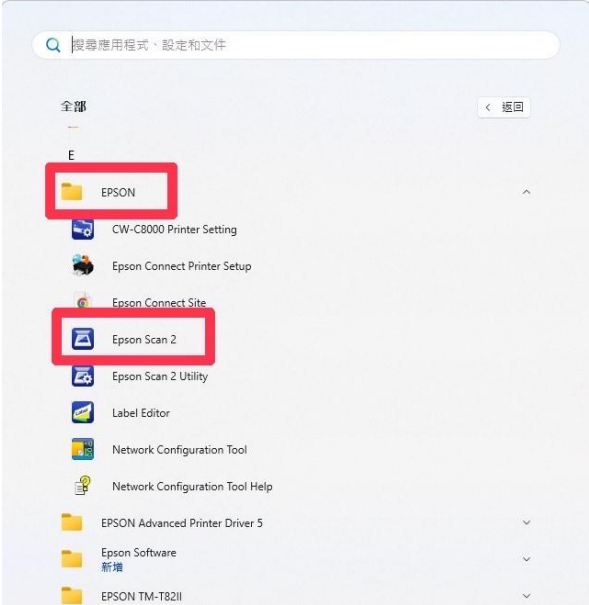 搜尋應用程式、設定和文件
全部
返回
E
EPSON
CW-C8000 Printer Setting
Epson Connect Printer Setup
Epson Connect Site
Epson Scan 2
Epson Scan 2 Utility
Label Editor
Network Configuration Tool
Network Configuration Tool Help
EPSON Advanced Printer Driver 5
Epson Software
新增
EPSON TM-T82II